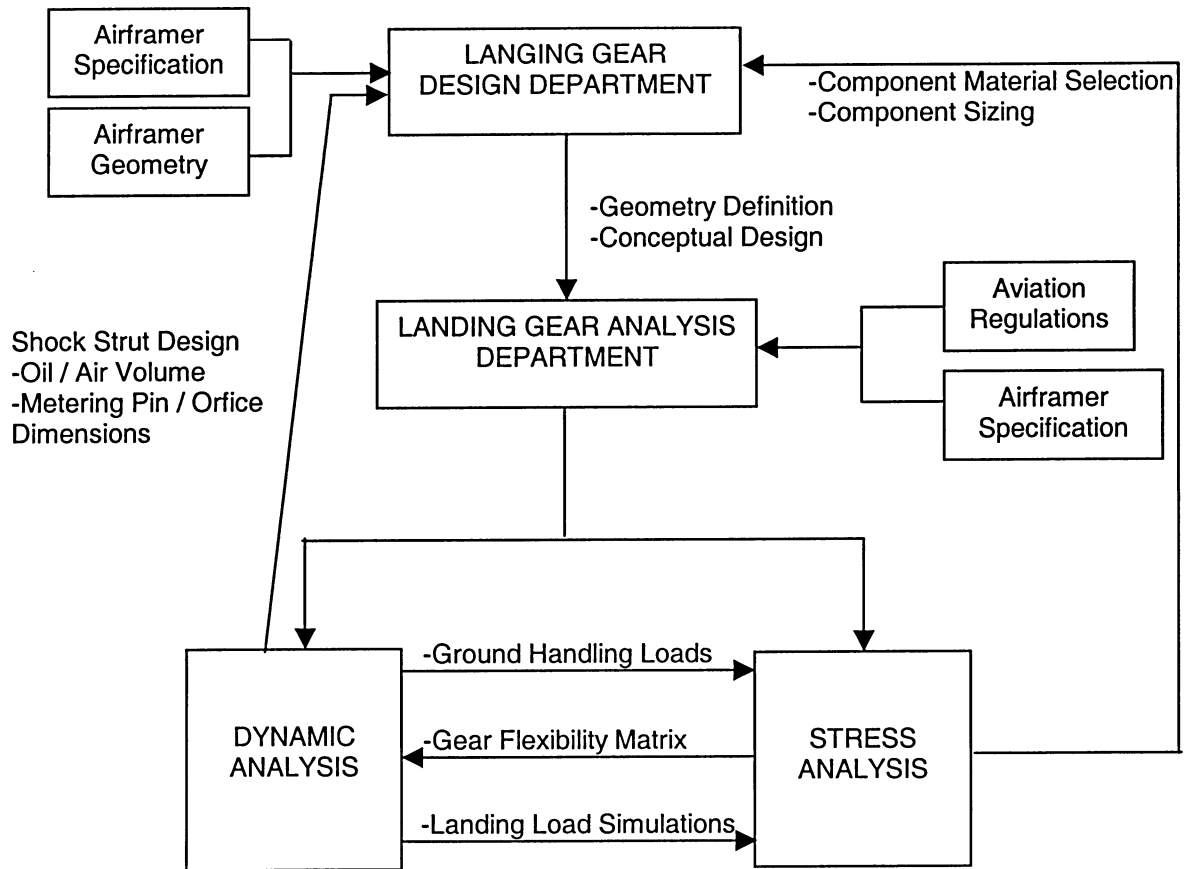 Airframer
Specification
LANGING GEAR
DESIGN DEPARTMENT
-Component Material Selection
-Component Sizing
Airframer
Geometry
-Geometry Definition
-Conceptual Design
Aviation
Regulations
LANDING GEAR ANALYSIS
DEPARTMENT
Shock Strut Design
-Oil / Air Volume
-Metering Pin / Orfice
Dimensions
Airframer
Specification
-Ground Handling Loads
DYNAMIC
ANALYSIS
-Gear Flexibility Matrix
STRESS
ANALYSIS
-Landing Load Simulations